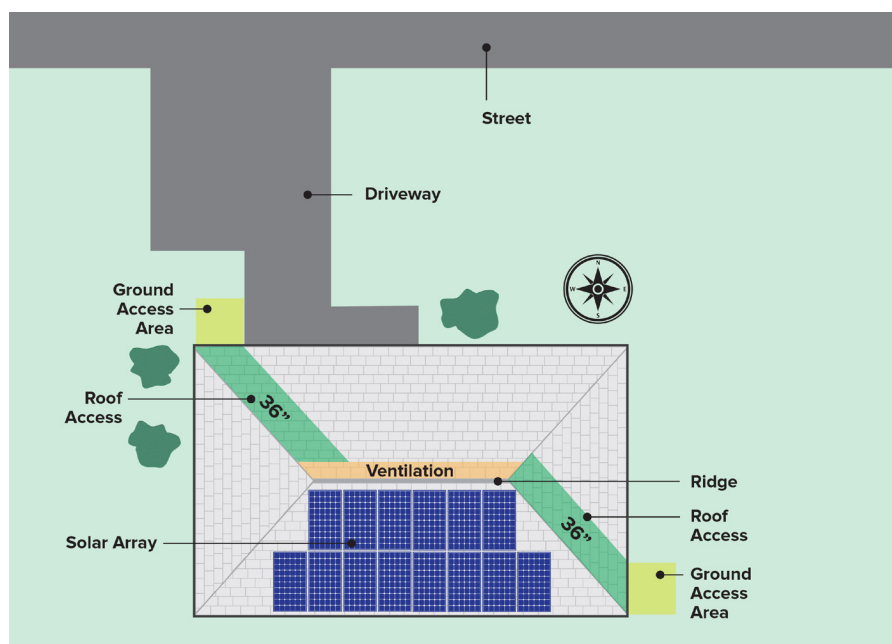 Street
Driveway
N
W
E
S
Ground
Access
Area
Roof
Access
36”
Ventilation
Ridge
Roof
Access
36”
Solar Array
Ground
Access
Area